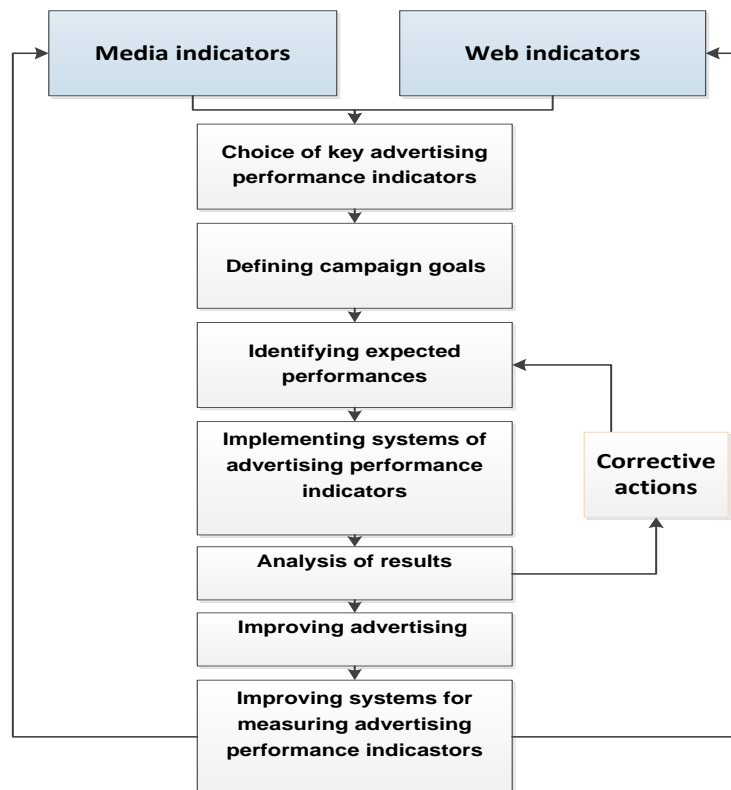 Media indicators
Web indicators
Choice of key advertising
performance indicators
Defining campaign goals
Identifying expected
performances
Implementing systems of
advertising performance
indicators
Corrective
actions
Analysis of results
Improving advertising
Improving systems for
measuring advertising
performance indicastors